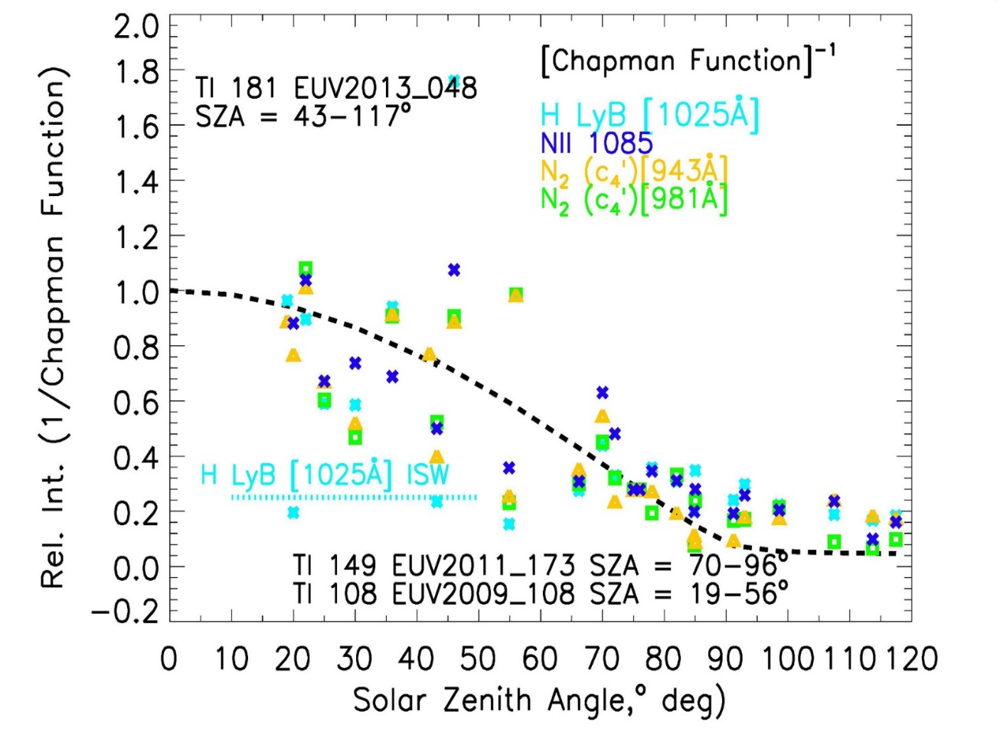 2.0
1.8
1.6
1.4
1.2
1.0
0.8
0.6
0.4
0.2
0.0
−0.2
Rel. Int. (1/Chapman Function)
TI 181 EUV2013_048
SZA = 43−117°
[Chapman Function]⁻¹
H LyB [1025Å]
NII 1085
N₂ (c₄')[943Å]
N₂ (c₄')[981Å]
H LyB [1025Å] ISW
TI 149 EUV2011_173 SZA = 70−96°
TI 108 EUV2009_108 SZA = 19−56°
0 10 20 30 40 50 60 70 80 90 100 110 120
Solar Zenith Angle,° deg)